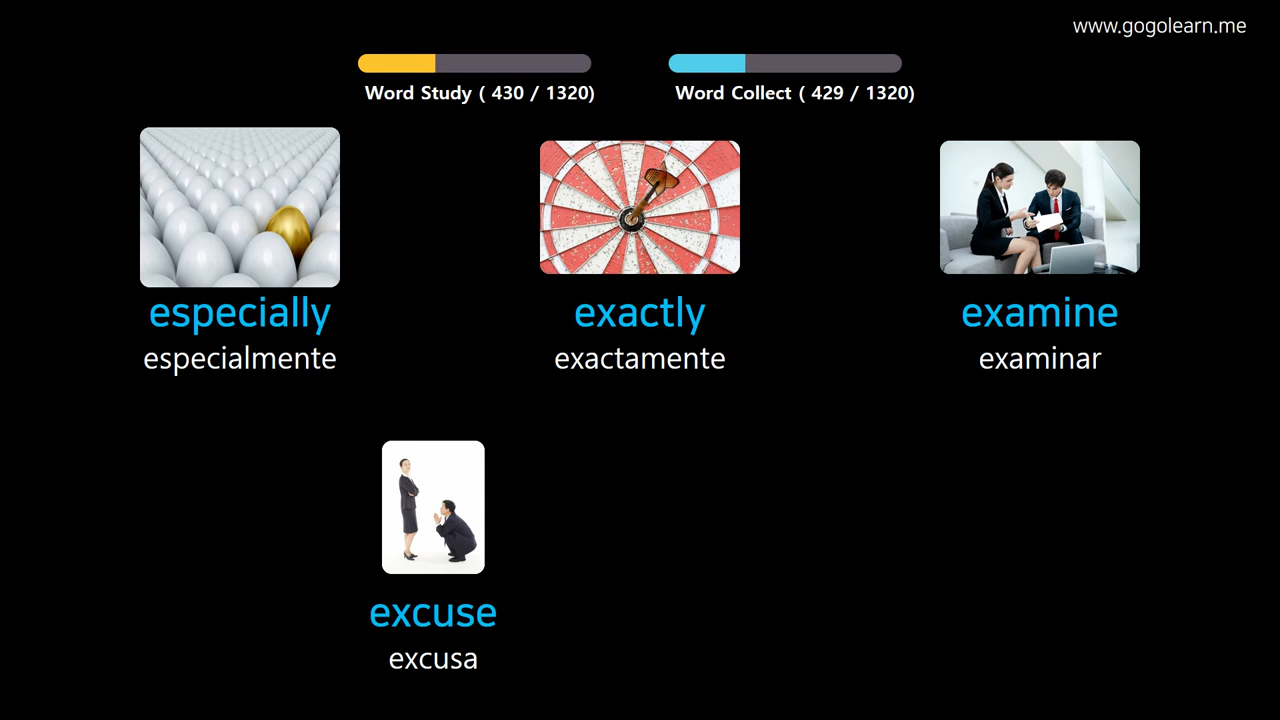 www.gogolearn.me
Word Study ( 430 / 1320)
Word Collect ( 429 / 1320)
especially
especialmente
exactly
exactamente
examine
examinar
excuse
excusa